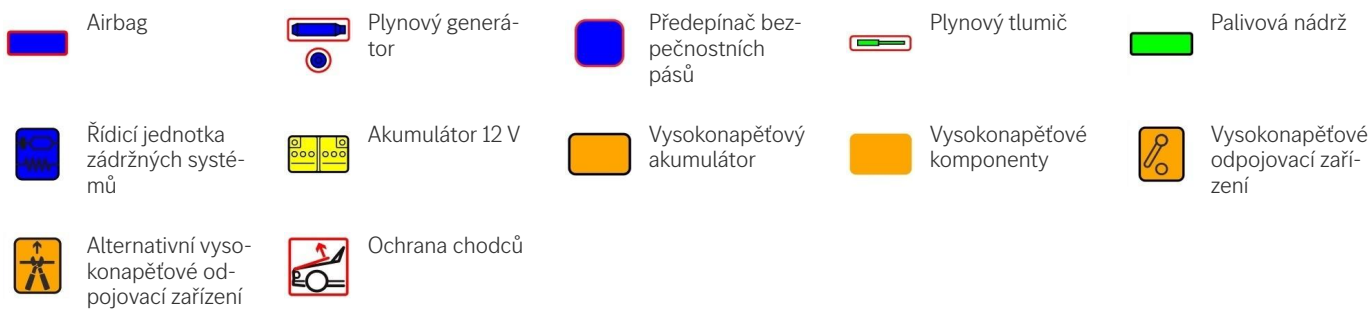 Airbag
Plynový generá-
tor
Předepínač bez-
pečnostních
pásů
Plynový tlumič
Palivová nádrž
Řídicí jednotka
zádržných systé-
mů
Akumulátor 12 V
Vysokonapěťový
akumulátor
Vysokonapěťové
komponenty
Vysokonapěťové
odpojovací zaří-
zení
Alternativní vyso-
konapěťové od-
pojovací zařízení
Ochrana chodců